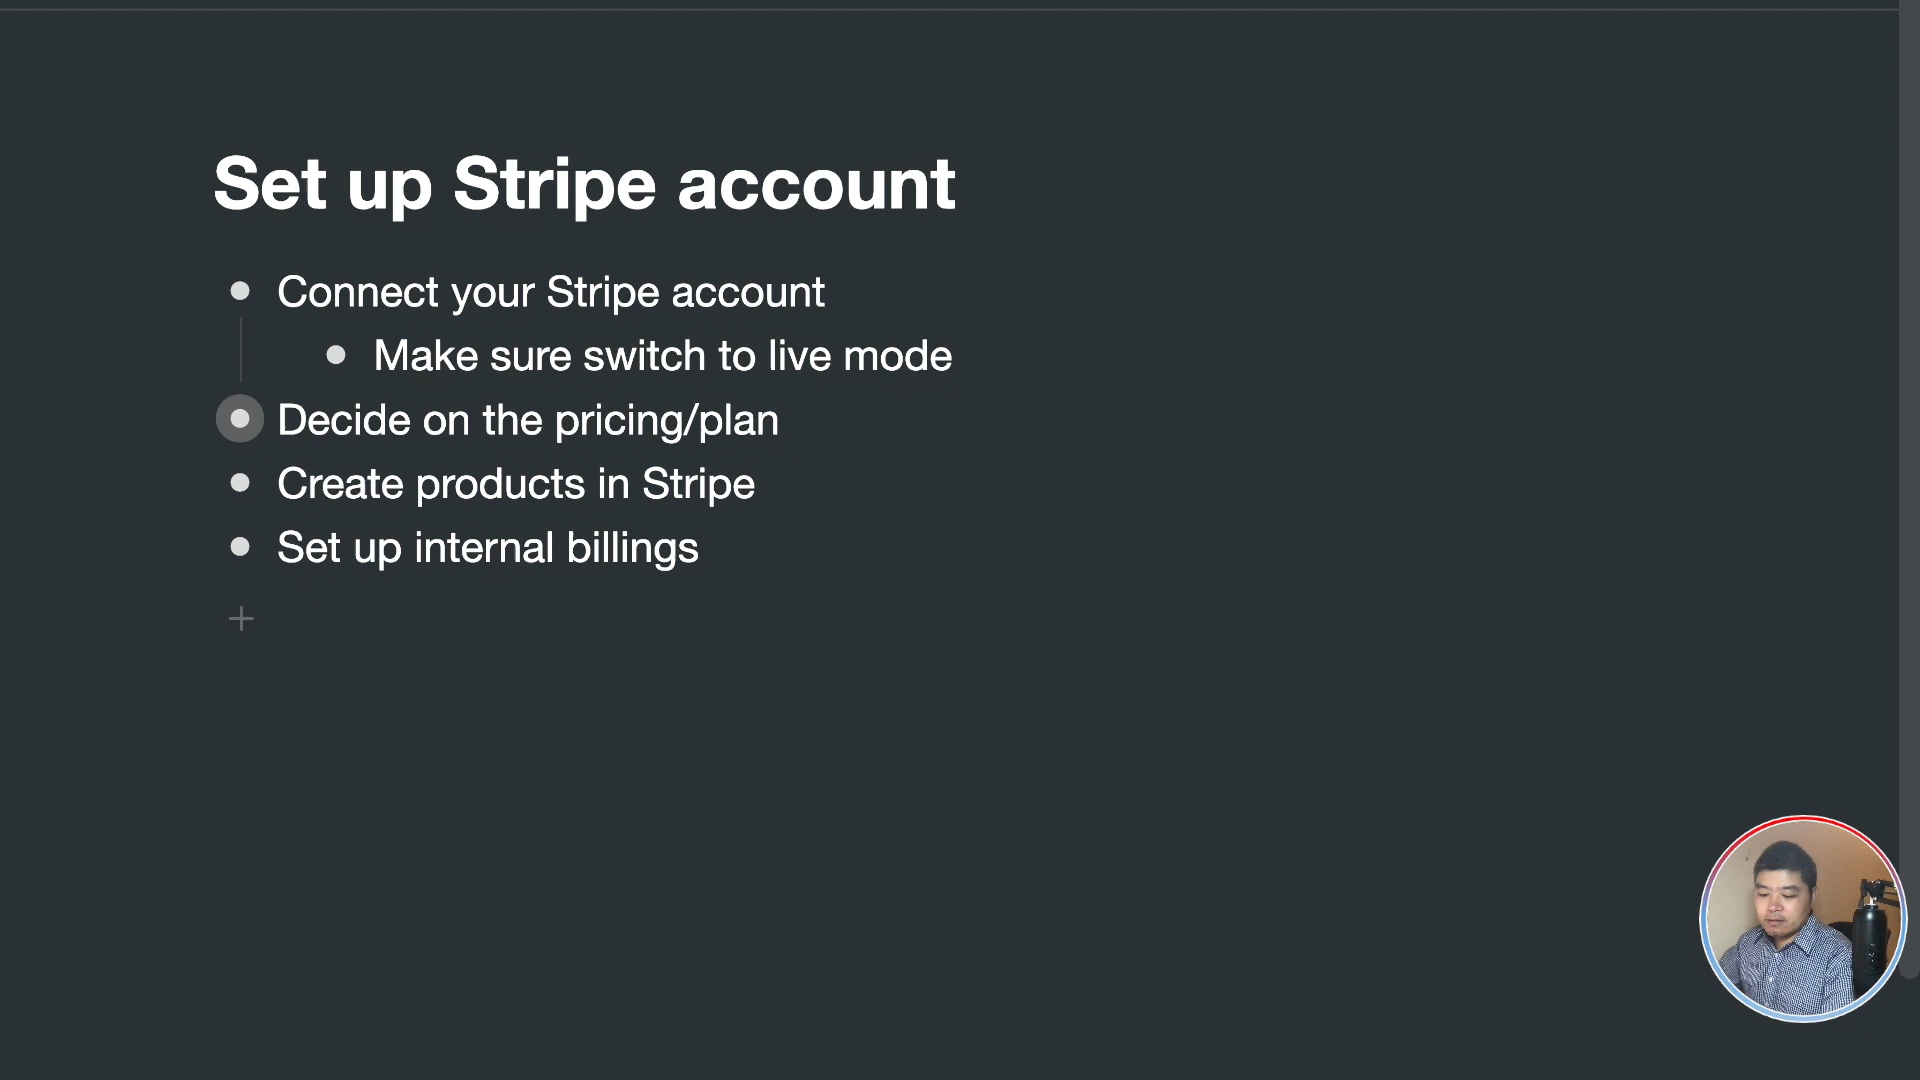 Set up Stripe account
Connect your Stripe account
Make sure switch to live mode
Decide on the pricing/plan
Create products in Stripe
Set up internal billings